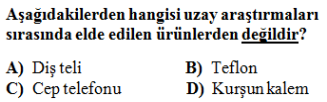 Aşağıdakilerden hangisi uzay araştırmaları
sırasında elde edilen ürünlerden değildir?
A) Diş teli B) Teflon
C) Cep telefonu D) Kurşun kalem